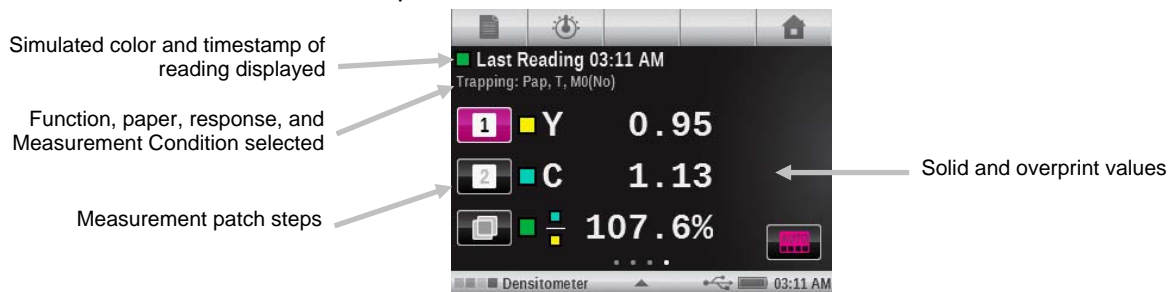 Simulated color and timestamp of
reading displayed
Function, paper, response, and
Measurement Condition selected
Measurement patch steps
Last Reading 03:11 AM
Trapping: Pap, T, M0(No)
1 Y 0.95
2 C 1.13
107.6%
AUTO
Densitometer 03:11 AM
Solid and overprint values